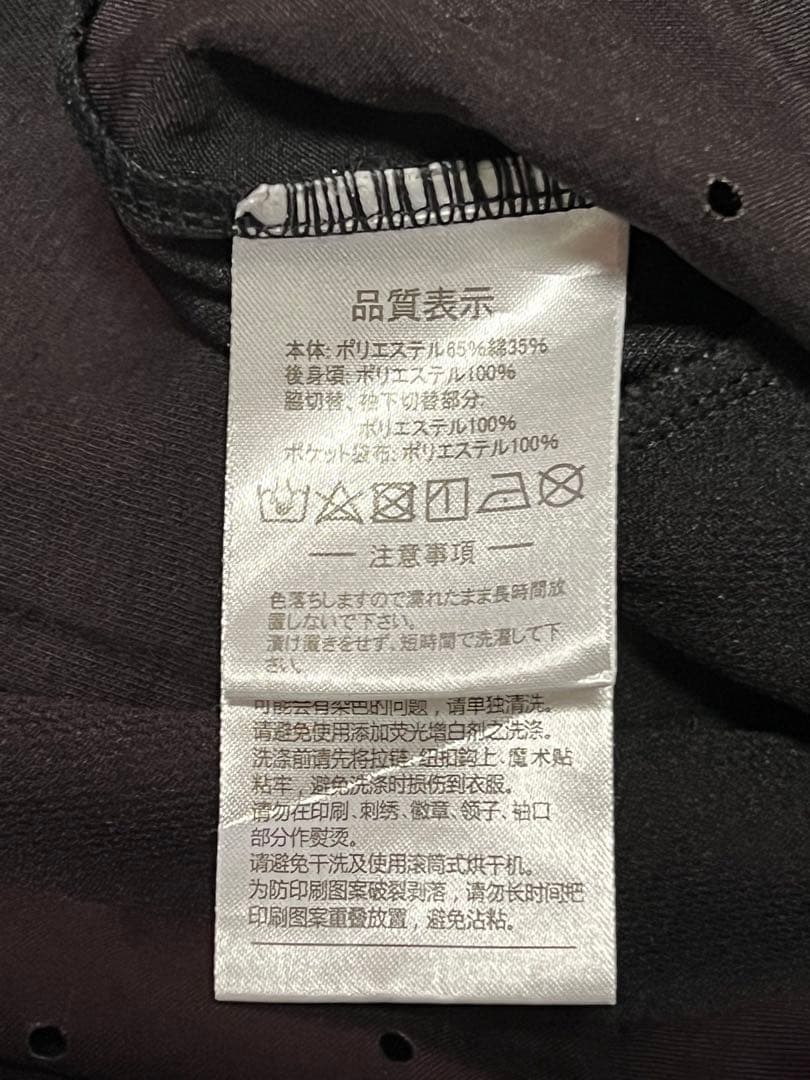 品質表示
本体: ポリエステル65%綿35%
後身頃: ポリエステル100%
脇切替、袖下切替部分:
ポリエステル100%
ポケット袋布: ポリエステル100%
注意事項
色落ちしますので濡れたまま長時間放
置しないで下さい。
漬け置きをせず、短時間で洗濯して下
さい。
可能会有染色的问题，请单独清洗。
请避免使用添加荧光增白剂之洗涤。
洗涤前请先将拉链、纽扣鈎上、魔术贴
粘牢，避免洗涤时损伤到衣服。
请勿在印刷、刺绣、徽章、领子、袖口
部分作熨烫。
请避免干洗及使用滚筒式烘干机。
为防印刷图案破裂剥落，请勿长时间把
印刷图案重叠放置，避免沾粘。